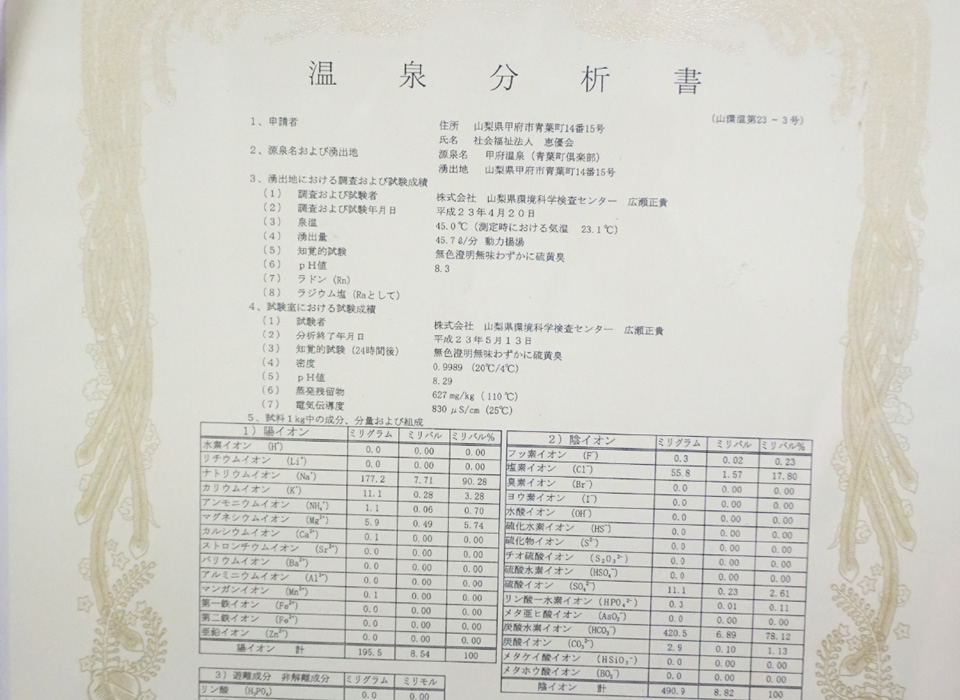 温泉分析書
(山環温第23-3号)
1、申請者 住所 山梨県甲府市青葉町14番15号
氏名 社会福祉法人 恵優会
2、源泉名および湧出地 源泉名 甲府温泉(青葉町倶楽部)
湧出地 山梨県甲府市青葉町14番15号
3、湧出地における調査および試験成績
(1) 調査および試験者 株式会社 山梨県環境科学検査センター 広瀬正貴
(2) 調査および試験年月日 平成23年4月20日
(3) 泉温 45.0℃(測定時における気温 23.1℃)
(4) 湧出量 45.7ℓ/分 動力揚湯
(5) 知覚的試験 無色澄明無味わずかに硫黄臭
(6) pH値 8.3
(7) ラドン(Rn)
(8) ラジウム塩(Raとして)
4、試験室における試験成績
(1) 試験者 株式会社 山梨県環境科学検査センター 広瀬正貴
(2) 分析終了年月日 平成23年5月13日
(3) 知覚的試験(24時間後) 無色澄明無味わずかに硫黄臭
(4) 密度 0.9989 (20℃/4℃)
(5) pH値 8.29
(6) 蒸発残留物 627mg/kg(110℃)
(7) 電気伝導度 830μS/cm(25℃)
5、試料1kg中の成分、分量および組成
1)陽イオン ミリグラム ミリバル ミリバル%
水素イオン (H⁺) 0.0 0.00 0.00
リチウムイオン (Li⁺) 0.0 0.00 0.00
ナトリウムイオン (Na⁺) 177.2 7.71 90.28
カリウムイオン (K⁺) 11.1 0.28 3.28
アンモニウムイオン (NH₄⁺) 1.1 0.06 0.70
マグネシウムイオン (Mg²⁺) 5.9 0.49 5.74
カルシウムイオン (Ca²⁺) 0.1 0.00 0.00
ストロンチウムイオン (Sr²⁺) 0.0 0.00 0.00
バリウムイオン (Ba²⁺) 0.0 0.00 0.00
アルミニウムイオン (Al³⁺) 0.0 0.00 0.00
マンガンイオン (Mn²⁺) 0.1 0.00 0.00
第一鉄イオン (Fe²⁺) 0.0 0.00 0.00
第二鉄イオン (Fe³⁺) 0.0 0.00 0.00
亜鉛イオン (Zn²⁺) 0.0 0.00 0.00
陽イオン 計 195.5 8.54 100
2)陰イオン ミリグラム ミリバル ミリバル%
フッ素イオン (F⁻) 0.3 0.02 0.23
塩素イオン (Cl⁻) 55.8 1.57 17.80
臭素イオン (Br⁻) 0.0 0.00 0.00
ヨウ素イオン (I⁻) 0.0 0.00 0.00
水酸イオン (OH⁻) 0.0 0.00 0.00
硫化水素イオン (HS⁻) 0.0 0.00 0.00
硫化物イオン (S²⁻) 0.0 0.00 0.00
チオ硫酸イオン (S₂O₃²⁻) 0.0 0.00 0.00
硫酸水素イオン (HSO₄⁻) 0.0 0.00 0.00
硫酸イオン (SO₄²⁻) 11.1 0.23 2.61
リン酸一水素イオン(HPO₄²⁻) 0.3 0.01 0.11
メタ亜ヒ酸イオン (AsO₂⁻) 0.0 0.00 0.00
炭酸水素イオン (HCO₃⁻) 420.5 6.89 78.12
炭酸イオン (CO₃²⁻) 2.9 0.10 1.13
メタケイ酸イオン (HSiO₃⁻) 0.0 0.00 0.00
メタホウ酸イオン (BO₂⁻) 0.0 0.00 0.00
陰イオン 計 490.9 8.82 100
3)遊離成分 非解離成分 ミリグラム ミリモル
リン酸 (H₃PO₄) 0.0 0.00